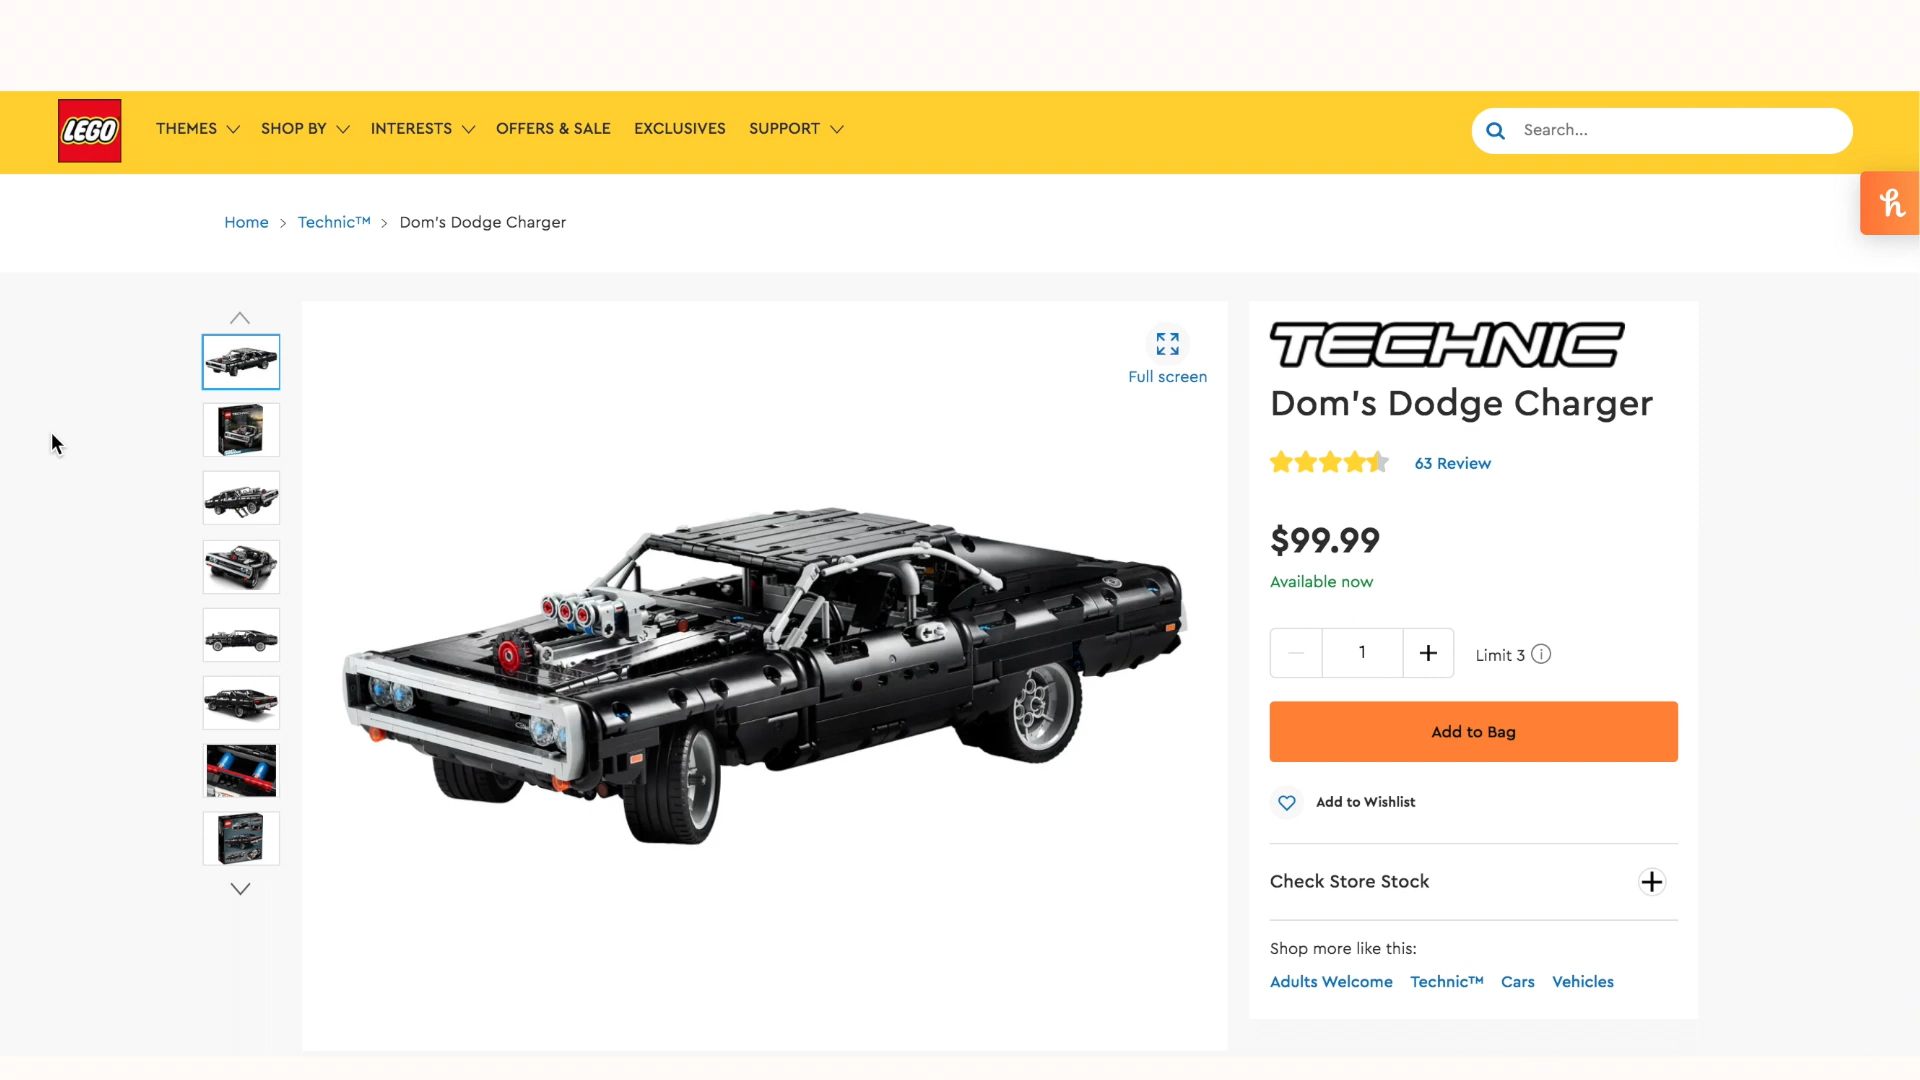 LEGO
THEMES
SHOP BY
INTERESTS
OFFERS & SALE
EXCLUSIVES
SUPPORT
Search...
h
Home > Technic™ > Dom's Dodge Charger
Full screen
TECHNIC
Dom's Dodge Charger
63 Review
$99.99
Available now
1
Limit 3
Add to Bag
Add to Wishlist
Check Store Stock
Shop more like this:
Adults Welcome Technic™ Cars Vehicles